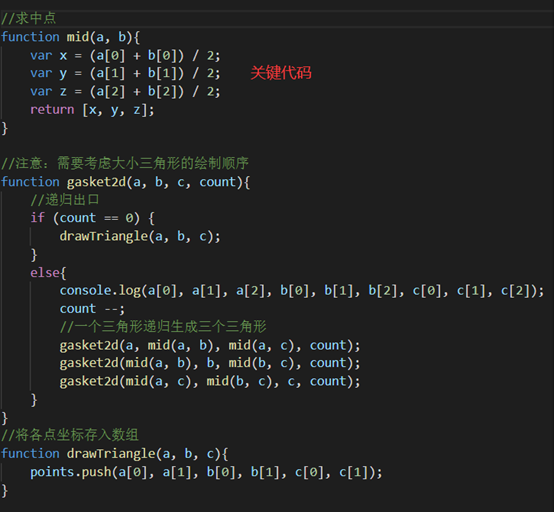 //求中点
function mid(a, b){
    var x = (a[0] + b[0]) / 2;
    var y = (a[1] + b[1]) / 2;    关键代码
    var z = (a[2] + b[2]) / 2;
    return [x, y, z];
}
//注意：需要考虑大小三角形的绘制顺序
function gasket2d(a, b, c, count){
    //递归出口
    if (count == 0) {
        drawTriangle(a, b, c);
    }
    else{
        console.log(a[0], a[1], a[2], b[0], b[1], b[2], c[0], c[1], c[2]);
        count --;
        //一个三角形递归生成三个三角形
        gasket2d(a, mid(a, b), mid(a, c), count);
        gasket2d(mid(a, b), b, mid(b, c), count);
        gasket2d(mid(a, c), mid(b, c), c, count);
    }
}
//将各点坐标存入数组
function drawTriangle(a, b, c){
    points.push(a[0], a[1], b[0], b[1], c[0], c[1]);
}